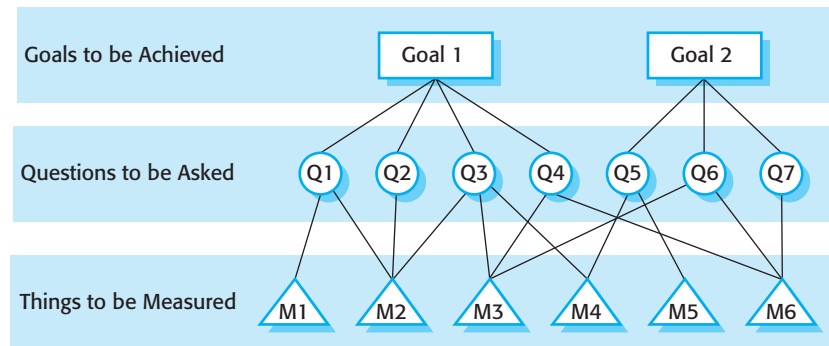 Goals to be Achieved
Goal 1
Goal 2
Questions to be Asked
Q1
Q2
Q3
Q4
Q5
Q6
Q7
Things to be Measured
M1
M2
M3
M4
M5
M6